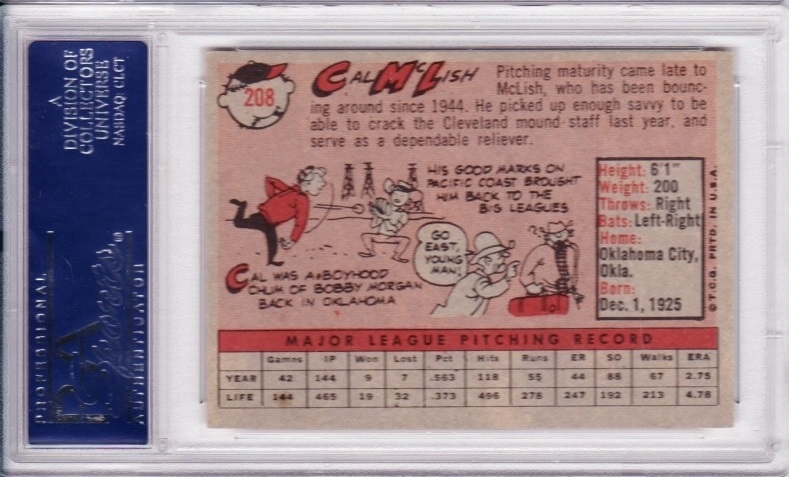 A
DIVISION OF
COLLECTORS
UNIVERSE
NASDAQ: CLCT
PROFESSIONAL
PSA
Sports
AUTHENTICATOR
208
CAL McLISH
Pitching maturity came late to
McLish, who has been bounc-
ing around since 1944. He picked up enough savvy to be
able to crack the Cleveland mound staff last year, and
serve as a dependable reliever.
HIS GOOD MARKS ON
PACIFIC COAST BROUGHT
HIM BACK TO THE
BIG LEAGUES
GO
EAST,
YOUNG
MAN!
CAL WAS A BOYHOOD
CHUM OF BOBBY MORGAN
BACK IN OKLAHOMA
Height: 6'1"
Weight: 200
Throws: Right
Bats: Left-Right
Home:
Oklahoma City,
Okla.
Born:
Dec. 1, 1925
© T.C.G. PRTD. IN U.S.A.
MAJOR LEAGUE PITCHING RECORD
Games IP Won Lost Pct Hits Runs ER SO Walks ERA
YEAR 42 144 9 7 .563 118 55 44 88 67 2.75
LIFE 144 465 19 32 .373 496 278 247 192 213 4.78